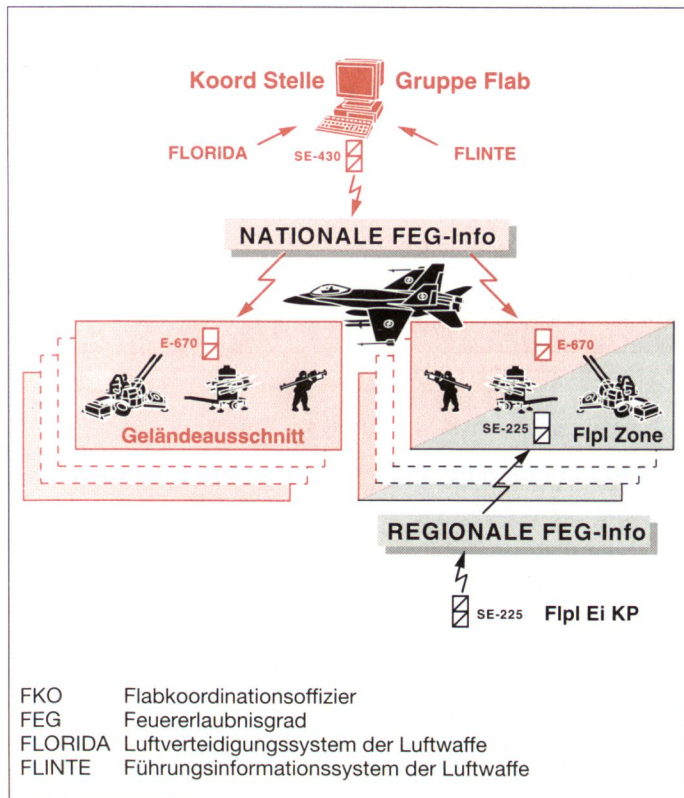 Koord Stelle Gruppe Flab
FLORIDA SE-430 FLINTE
NATIONALE FEG-Info
E-670 E-670
Geländeausschnitt SE-225 Flpl Zone
REGIONALE FEG-Info
SE-225 Flpl Ei KP
FKO Flabkoordinationsoffizier
FEG Feuererlaubnisgrad
FLORIDA Luftverteidigungssystem der Luftwaffe
FLINTE Führungsinformationssystem der Luftwaffe